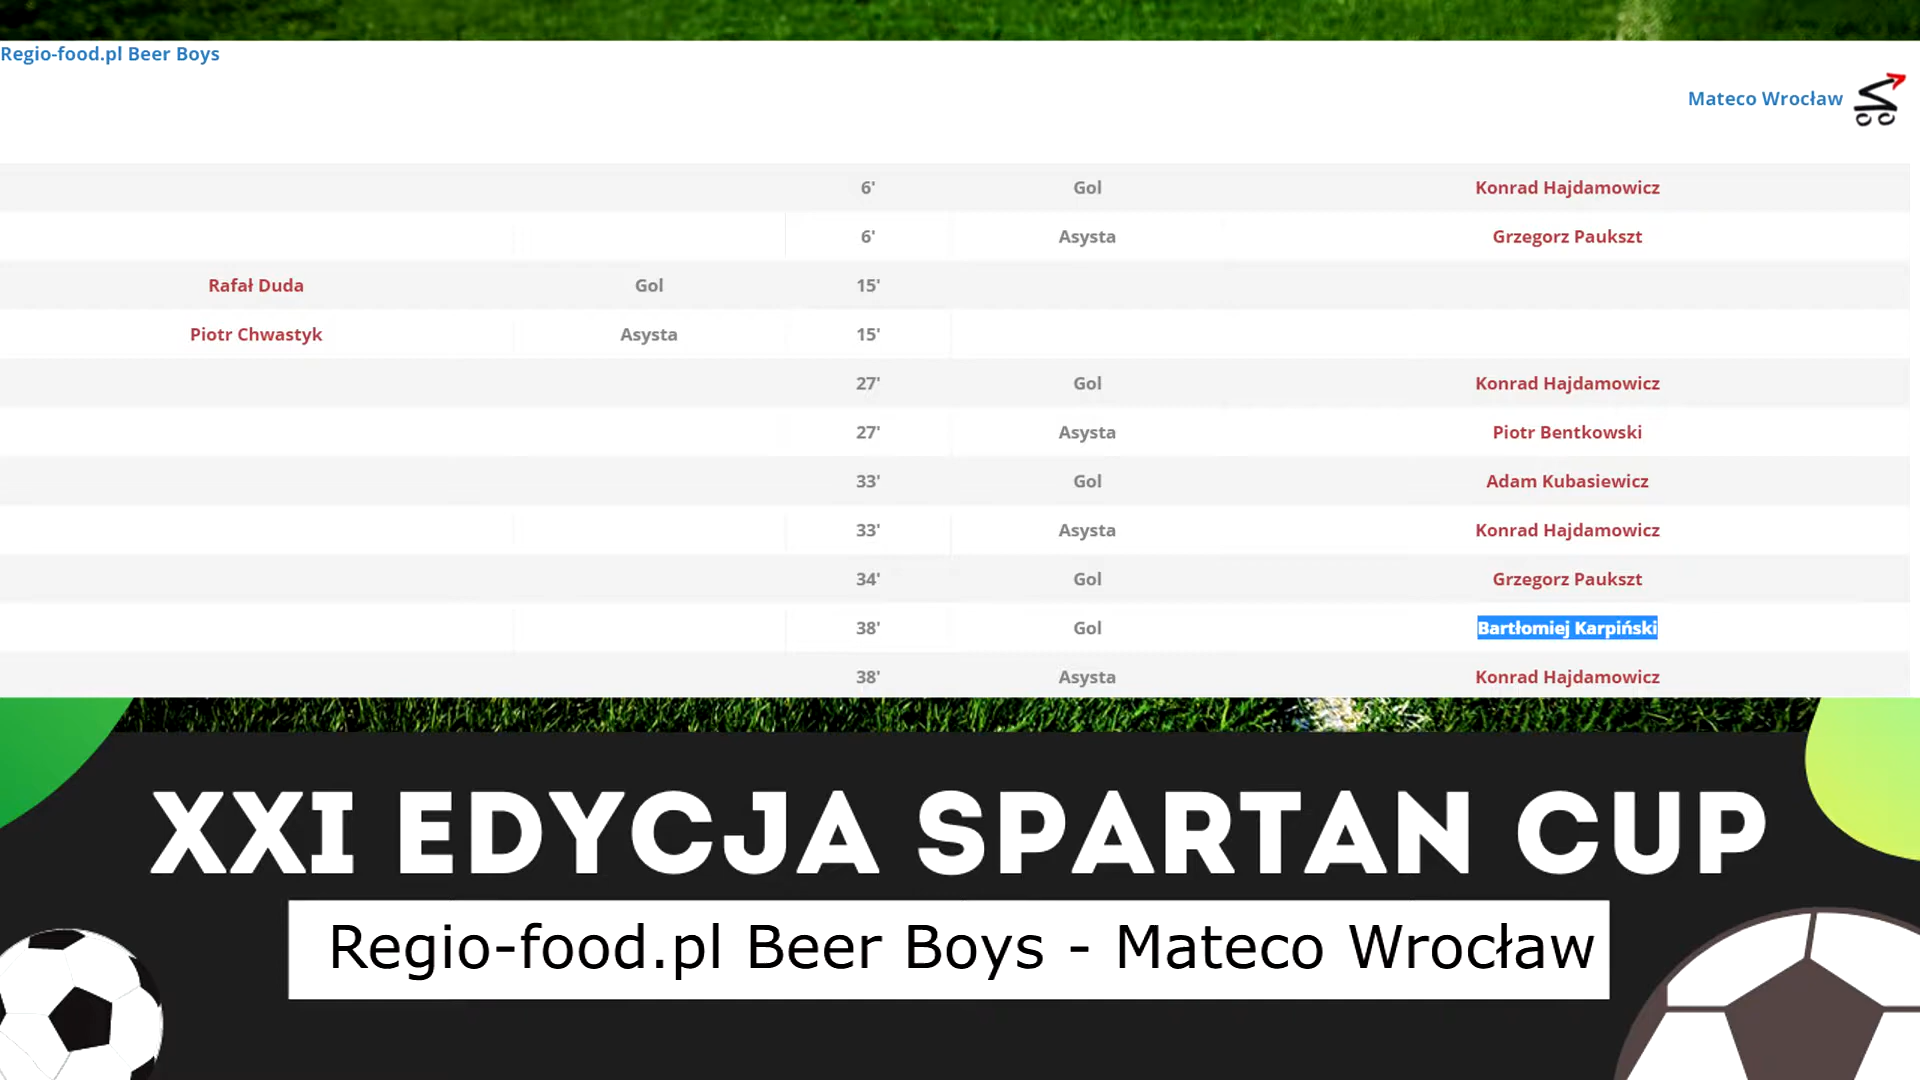 Regio-food.pl Beer Boys
Mateco Wrocław
6' Gol Konrad Hajdamowicz
6' Asysta Grzegorz Paukszt
Rafał Duda Gol 15'
Piotr Chwastyk Asysta 15'
27' Gol Konrad Hajdamowicz
27' Asysta Piotr Bentkowski
33' Gol Adam Kubasiewicz
33' Asysta Konrad Hajdamowicz
34' Gol Grzegorz Paukszt
38' Gol Bartłomiej Karpiński
38' Asysta Konrad Hajdamowicz
XXI EDYCJA SPARTAN CUP
Regio-food.pl Beer Boys - Mateco Wrocław